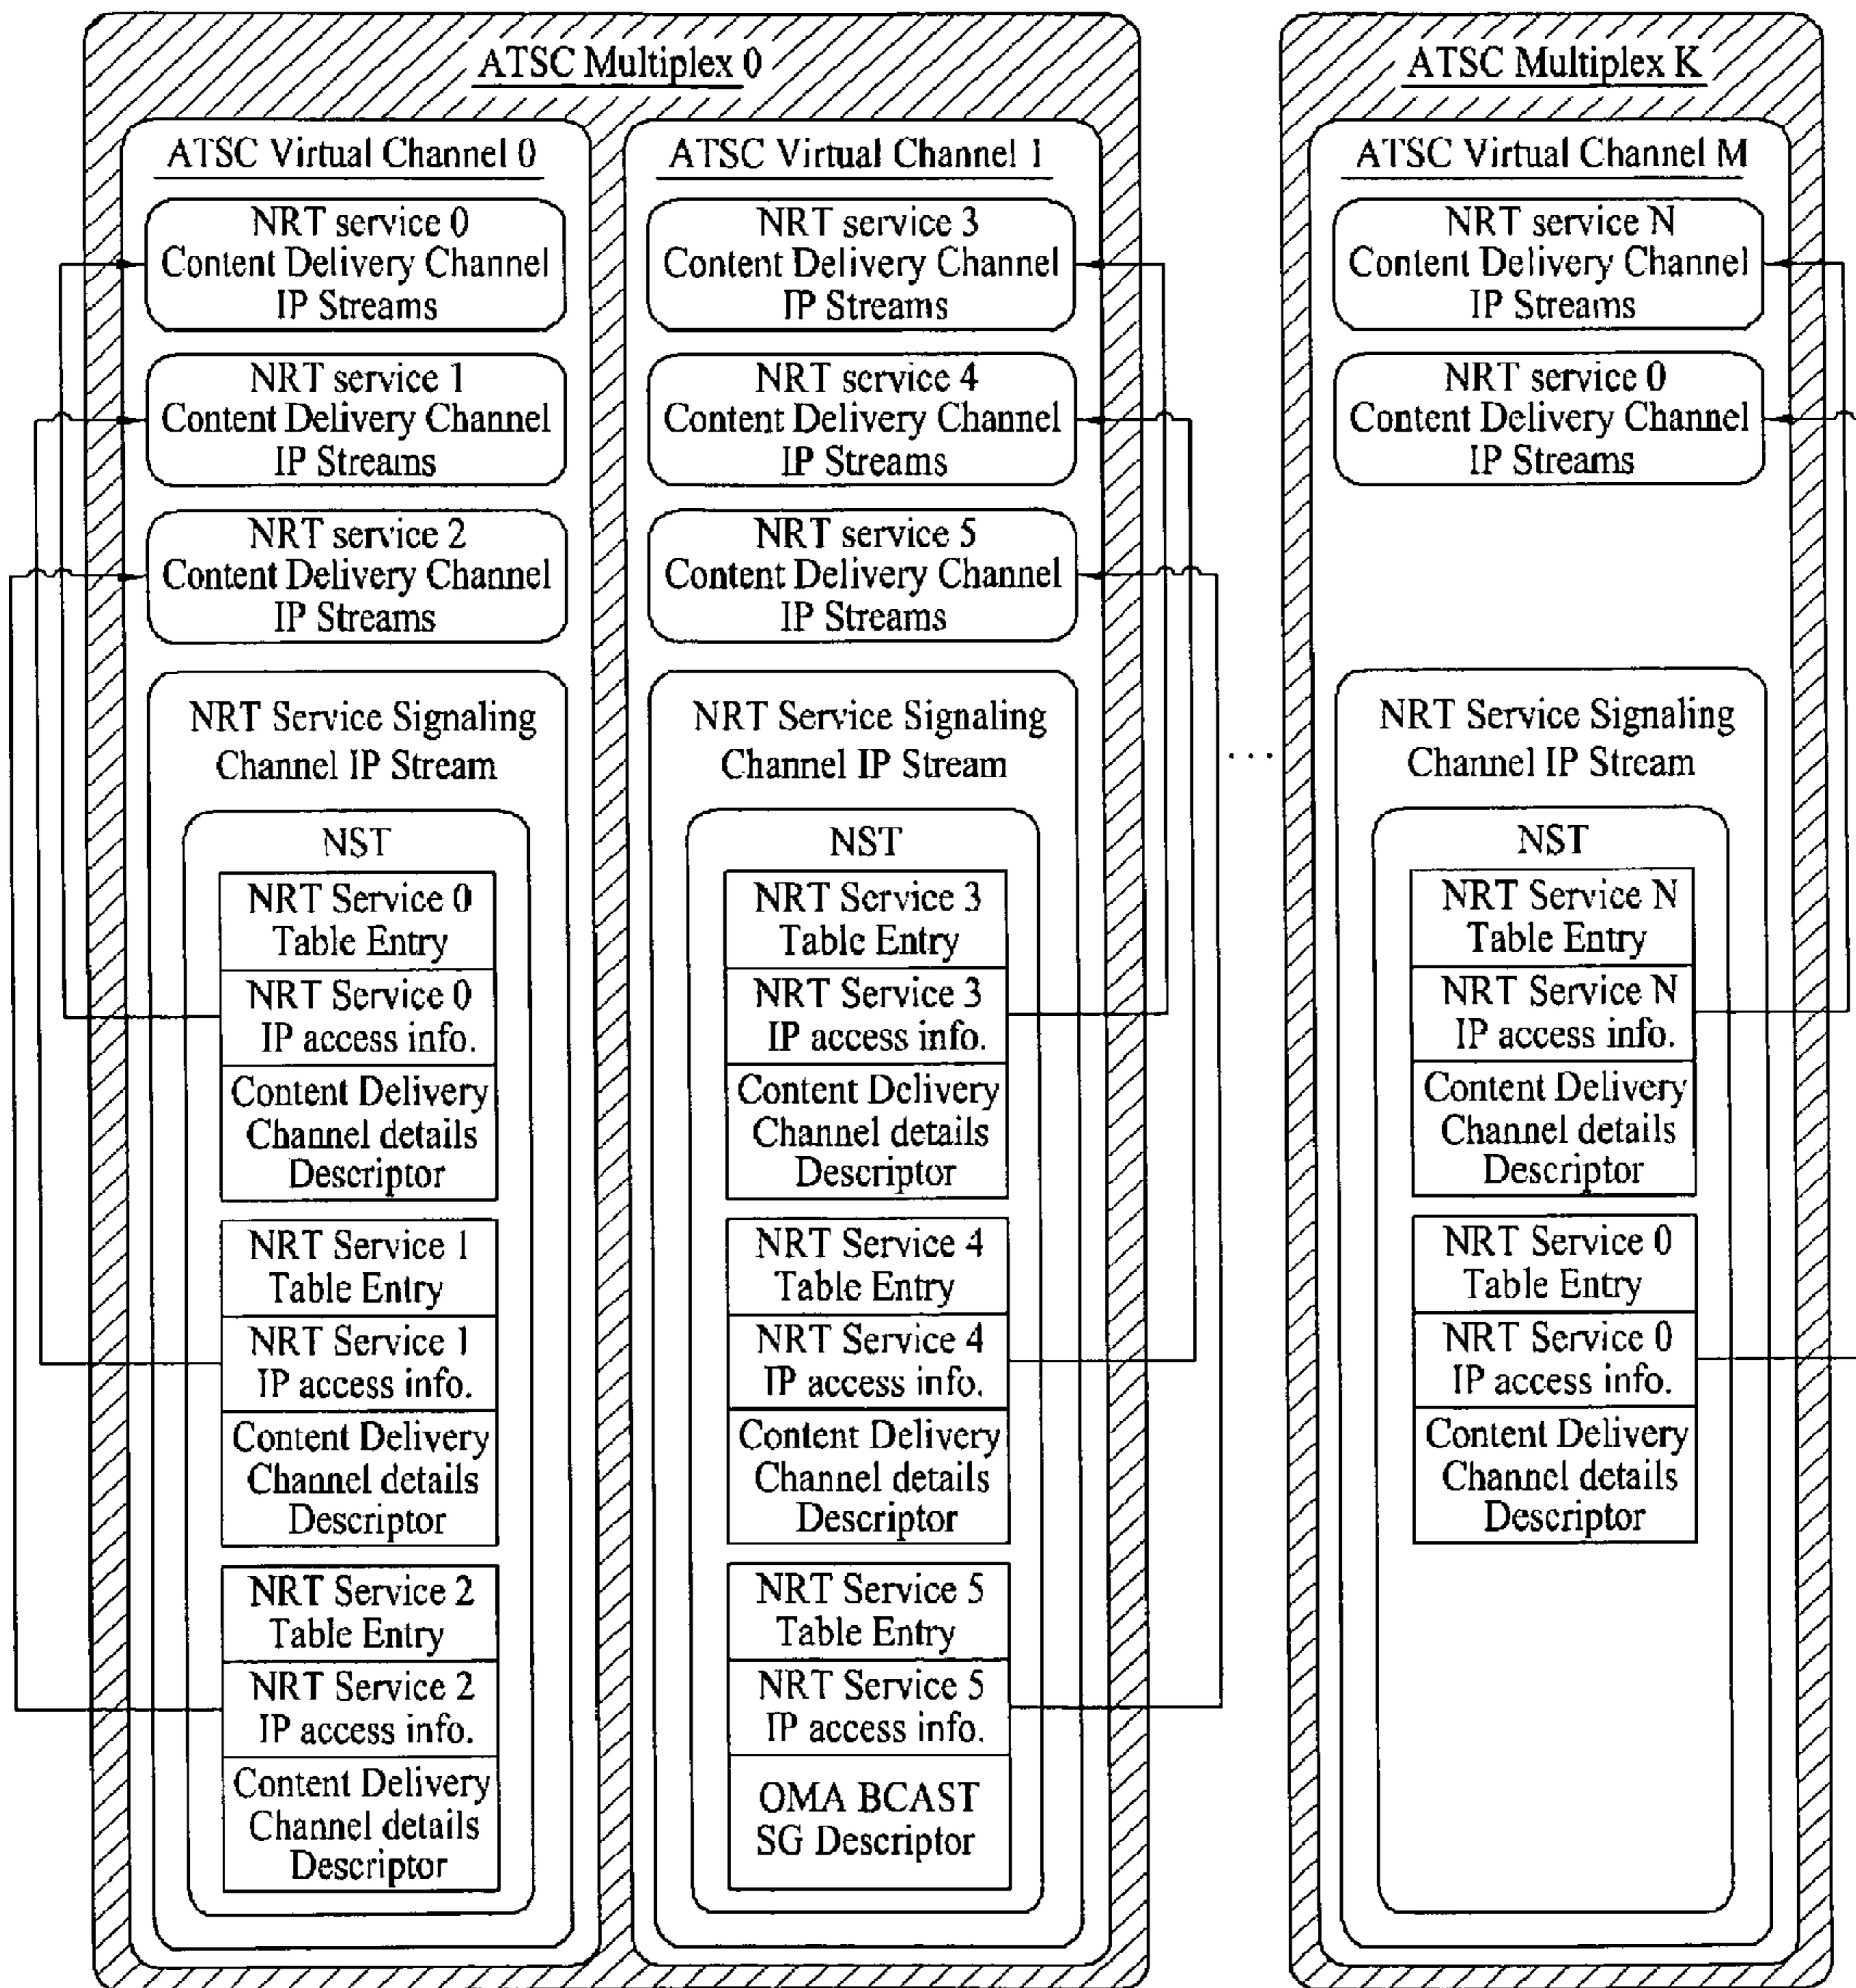 ATSC Multiplex 0
ATSC Virtual Channel 0
NRT service 0
Content Delivery Channel
IP Streams
NRT service 1
Content Delivery Channel
IP Streams
NRT service 2
Content Delivery Channel
IP Streams
NRT Service Signaling
Channel IP Stream
NST
NRT Service 0
Table Entry
NRT Service 0
IP access info.
Content Delivery
Channel details
Descriptor
NRT Service 1
Table Entry
NRT Service 1
IP access info.
Content Delivery
Channel details
Descriptor
NRT Service 2
Table Entry
NRT Service 2
IP access info.
Content Delivery
Channel details
Descriptor
ATSC Virtual Channel 1
NRT service 3
Content Delivery Channel
IP Streams
NRT service 4
Content Delivery Channel
IP Streams
NRT service 5
Content Delivery Channel
IP Streams
NRT Service Signaling
Channel IP Stream
NST
NRT Service 3
Table Entry
NRT Service 3
IP access info.
Content Delivery
Channel details
Descriptor
NRT Service 4
Table Entry
NRT Service 4
IP access info.
Content Delivery
Channel details
Descriptor
NRT Service 5
Table Entry
NRT Service 5
IP access info.
OMA BCAST
SG Descriptor
...
ATSC Multiplex K
ATSC Virtual Channel M
NRT service N
Content Delivery Channel
IP Streams
NRT service 0
Content Delivery Channel
IP Streams
NRT Service Signaling
Channel IP Stream
NST
NRT Service N
Table Entry
NRT Service N
IP access info.
Content Delivery
Channel details
Descriptor
NRT Service 0
Table Entry
NRT Service 0
IP access info.
Content Delivery
Channel details
Descriptor